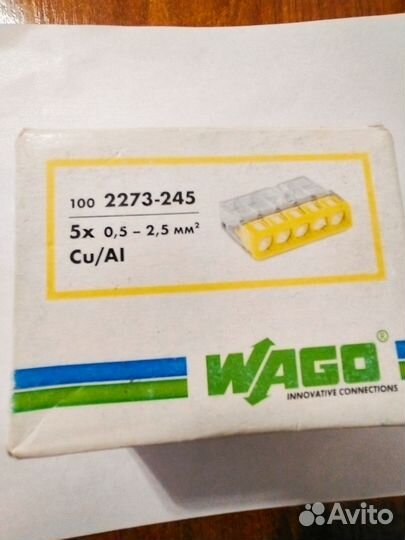 100 2273-245
5x 0,5 – 2,5 мм²
Cu/Al
WAGO®
INNOVATIVE CONNECTIONS
Avito